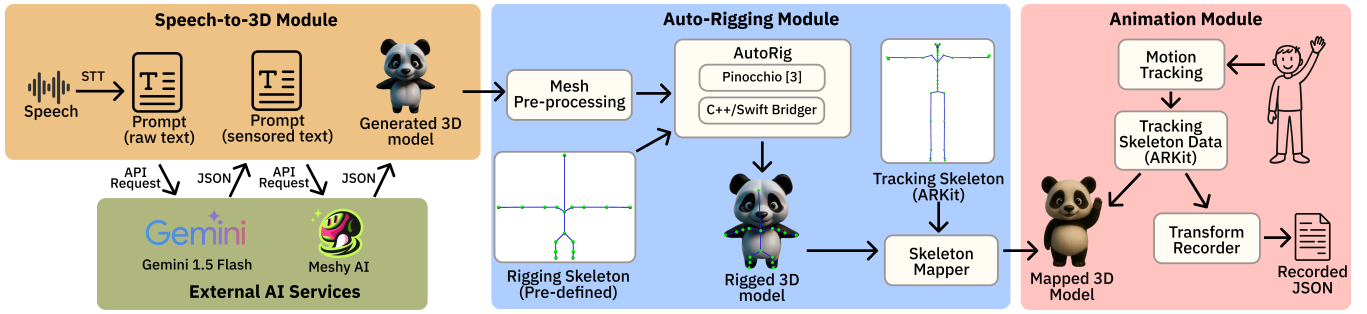 Speech-to-3D Module
STT
Speech
T
Prompt
(raw text)
T
Prompt
(sensored text)
Generated 3D
model
API
Request
JSON
API
Request
JSON
Gemini
Gemini 1.5 Flash
Meshy AI
External AI Services
Auto-Rigging Module
Mesh
Pre-processing
AutoRig
Pinocchio [3]
C++/Swift Bridger
Rigging Skeleton
(Pre-defined)
Rigged 3D
model
Tracking Skeleton
(ARKit)
Skeleton
Mapper
Animation Module
Motion
Tracking
Tracking
Skeleton Data
(ARKit)
Mapped 3D
Model
Transform
Recorder
Recorded
JSON